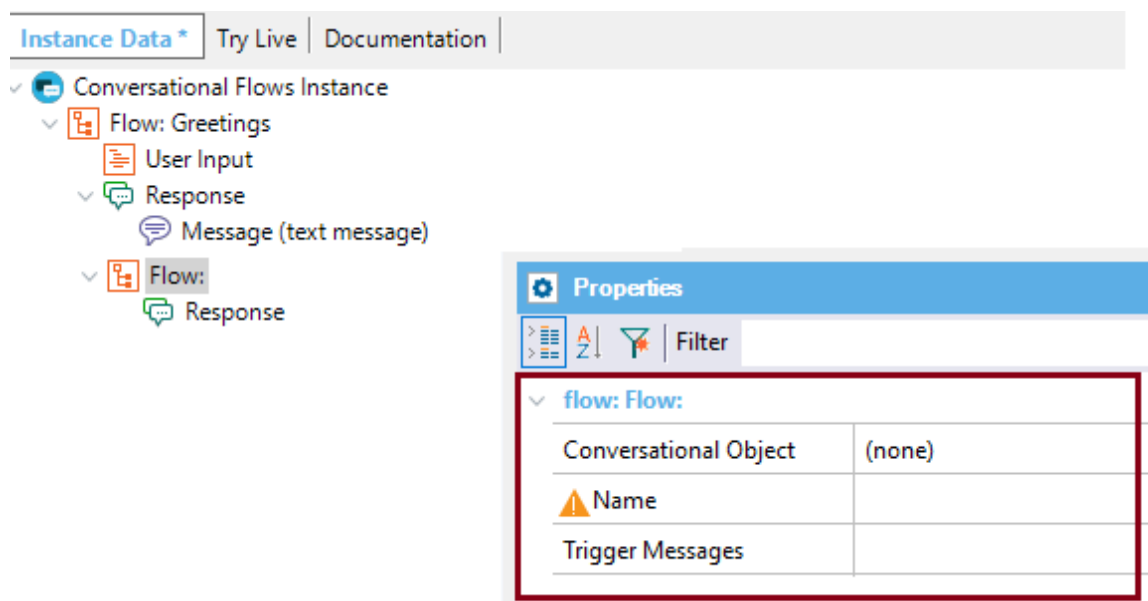 Instance Data * Try Live Documentation
Conversational Flows Instance
Flow: Greetings
User Input
Response
Message (text message)
Flow:
Response
Properties
A Z Filter
flow: Flow:
Conversational Object (none)
Name
Trigger Messages